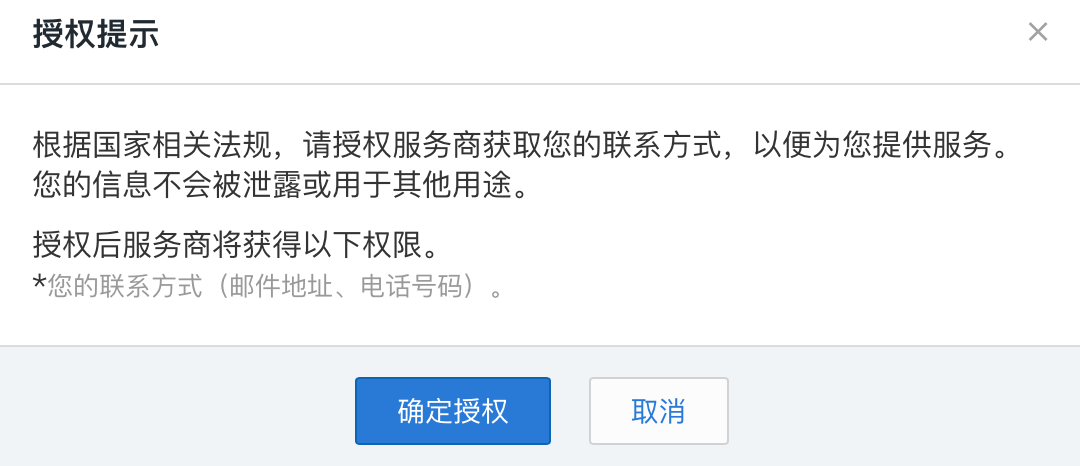 授权提示
根据国家相关法规，请授权服务商获取您的联系方式，以便为您提供服务。
您的信息不会被泄露或用于其他用途。
授权后服务商将获得以下权限。
*您的联系方式（邮件地址、电话号码）。
确定授权
取消